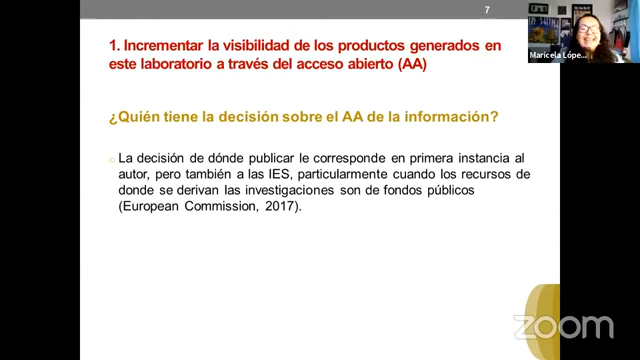 7
1. Incrementar la visibilidad de los productos generados en
este laboratorio a través del acceso abierto (AA)
¿Quién tiene la decisión sobre el AA de la información?
La decisión de dónde publicar le corresponde en primera instancia al
autor, pero también a las IES, particularmente cuando los recursos de
donde se derivan las investigaciones son de fondos públicos
(European Commission, 2017).
Maricela Lópe...
zoom